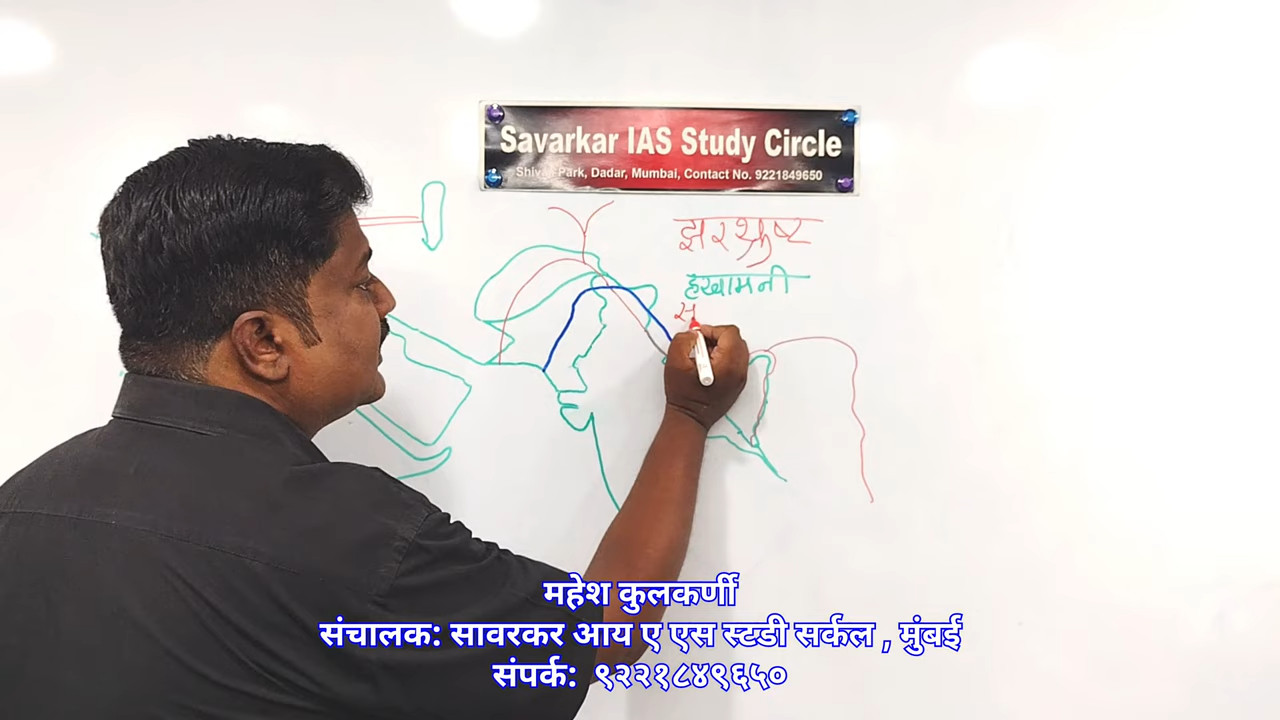 Savarkar IAS Study Circle
Park, Dadar, Mumbai, Contact No. 9221849650
झरथ्रुष्ट
हखामनी
स
महेश कुलकर्णी
संचालक: सावरकर आय ए एस स्टडी सर्कल , मुंबई
संपर्क: ९२२१८४९६५०